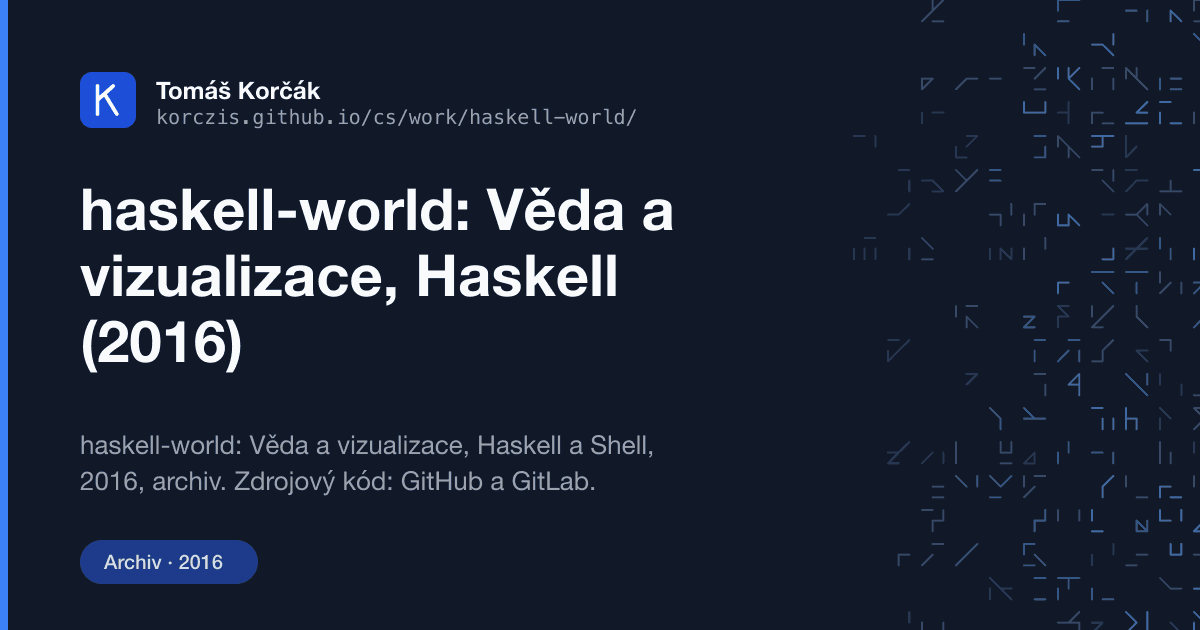 K
Tomáš Korčák
korczis.github.io/cs/work/haskell-world/
haskell-world: Věda a
vizualizace, Haskell
(2016)
haskell-world: Věda a vizualizace, Haskell a Shell,
2016, archiv. Zdrojový kód: GitHub a GitLab.
Archiv · 2016